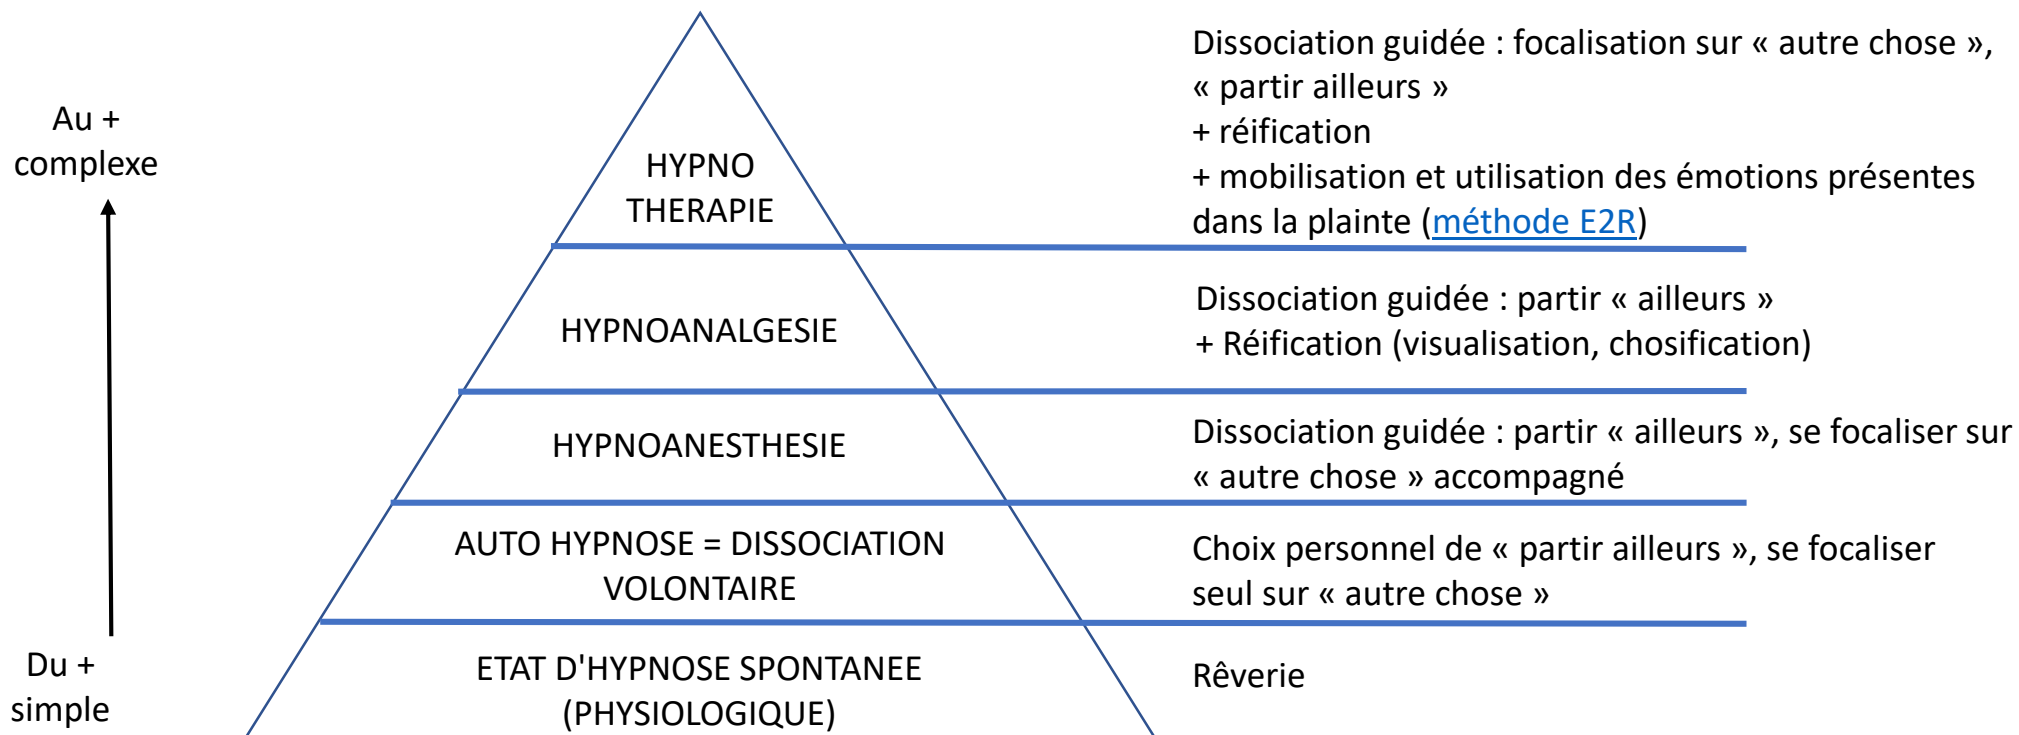 Au +
complexe
Du +
simple
HYPNO
THERAPIE
Dissociation guidée : focalisation sur « autre chose »,
« partir ailleurs »
+ réification
+ mobilisation et utilisation des émotions présentes
dans la plainte (méthode E2R)
HYPNOANALGESIE
Dissociation guidée : partir « ailleurs »
+ Réification (visualisation, chosification)
HYPNOANESTHESIE
Dissociation guidée : partir « ailleurs », se focaliser sur
« autre chose » accompagné
AUTO HYPNOSE = DISSOCIATION
VOLONTAIRE
Choix personnel de « partir ailleurs », se focaliser
seul sur « autre chose »
ETAT D'HYPNOSE SPONTANEE
(PHYSIOLOGIQUE)
Rêverie